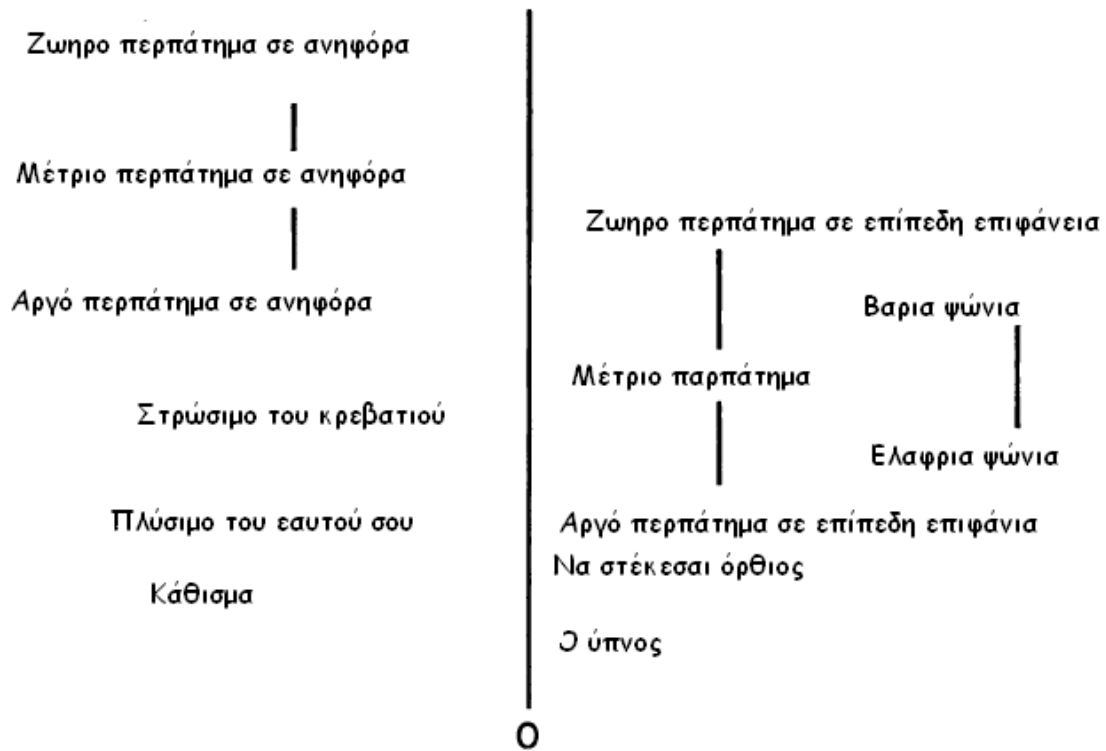 Ζωηρο περπάτημα σε ανηφόρα
Μέτριο περπάτημα σε ανηφόρα
Αργό περπάτημα σε ανηφόρα
Στρώσιμο του κρεβατιού
Πλύσιμο του εαυτού σου
Κάθισμα
Ζωηρο περπάτημα σε επίπεδη επιφάνεια
Βαρια ψώνια
Μέτριο παρπάτημα
Ελαφρια ψώνια
Αργό περπάτημα σε επίπεδη επιφάνια
Να στέκεσαι όρθιος
Ο ύπνος
0